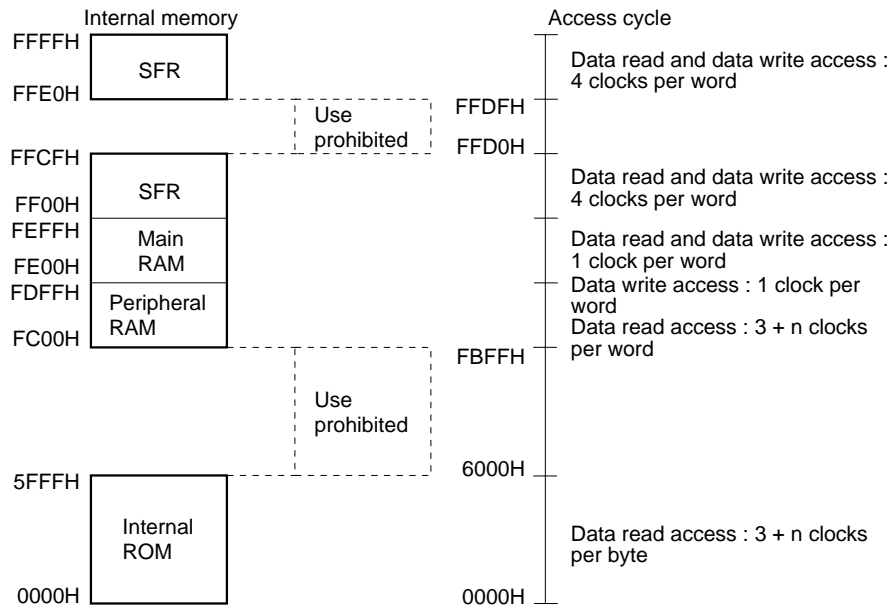 Internal memory
Access cycle
FFFFH
SFR
Data read and data write access :
4 clocks per word
FFE0H
FFDFH
Use
prohibited
FFCFH
FFD0H
SFR
Data read and data write access :
4 clocks per word
FF00H
FEFFH
Main
RAM
Data read and data write access :
1 clock per word
FE00H
FDFFH
Data write access : 1 clock per
word
Peripheral
RAM
Data read access : 3 + n clocks
per word
FC00H
FBFFH
Use
prohibited
5FFFH
6000H
Internal
ROM
Data read access : 3 + n clocks
per byte
0000H
0000H